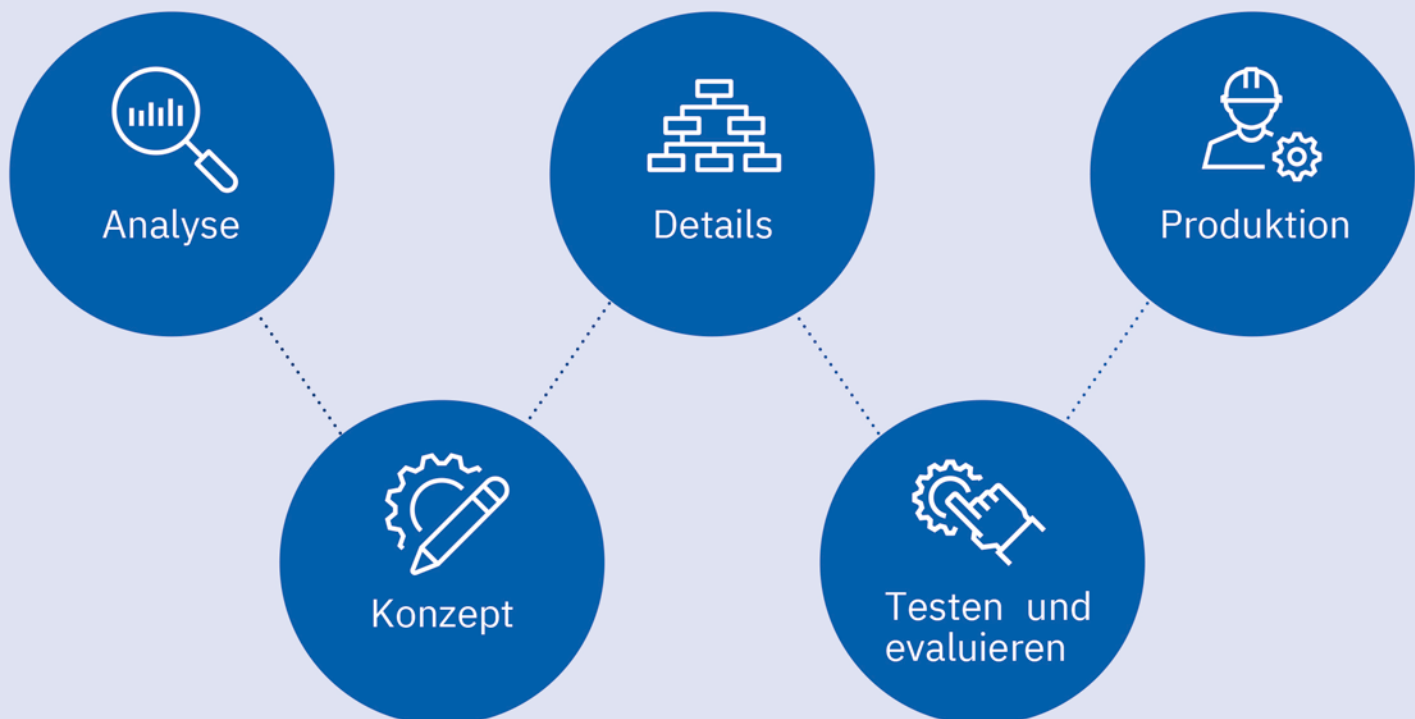 Analyse
Konzept
Details
Testen und
evaluieren
Produktion